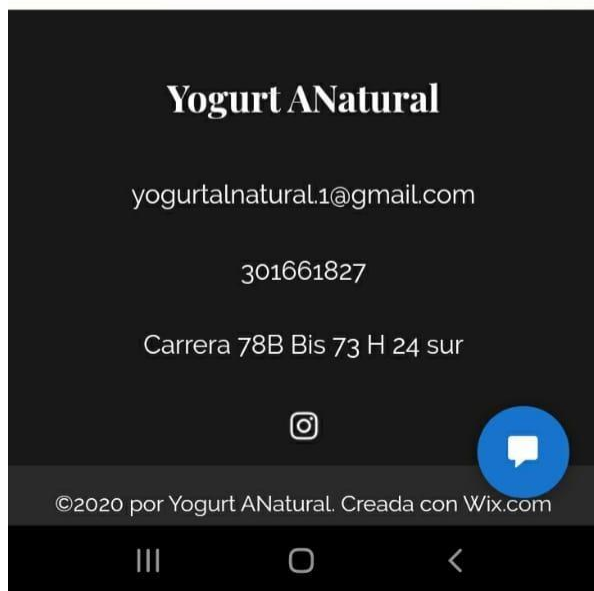 Yogurt ANatural
yogurtalnatural.1@gmail.com
301661827
Carrera 78B Bis 73 H 24 sur
©2020 por Yogurt ANatural. Creada con Wix.com